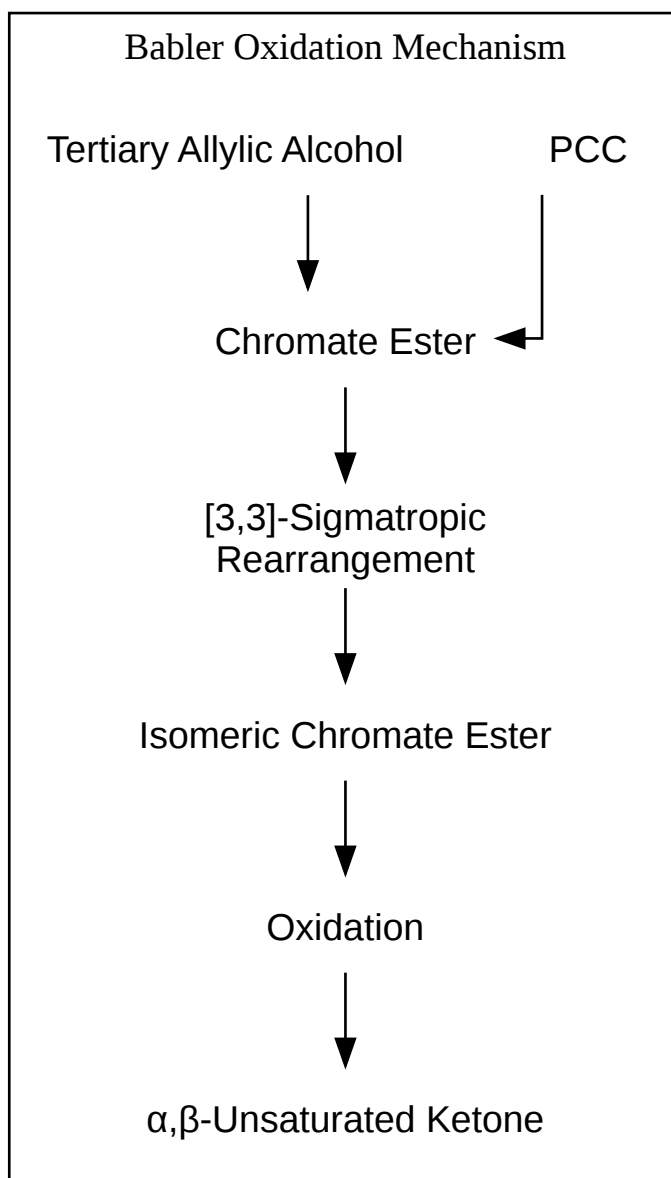 Babler Oxidation Mechanism
Tertiary Allylic Alcohol
PCC
Chromate Ester
[3,3]-Sigmatropic
Rearrangement
Isomeric Chromate Ester
Oxidation
α,β-Unsaturated Ketone